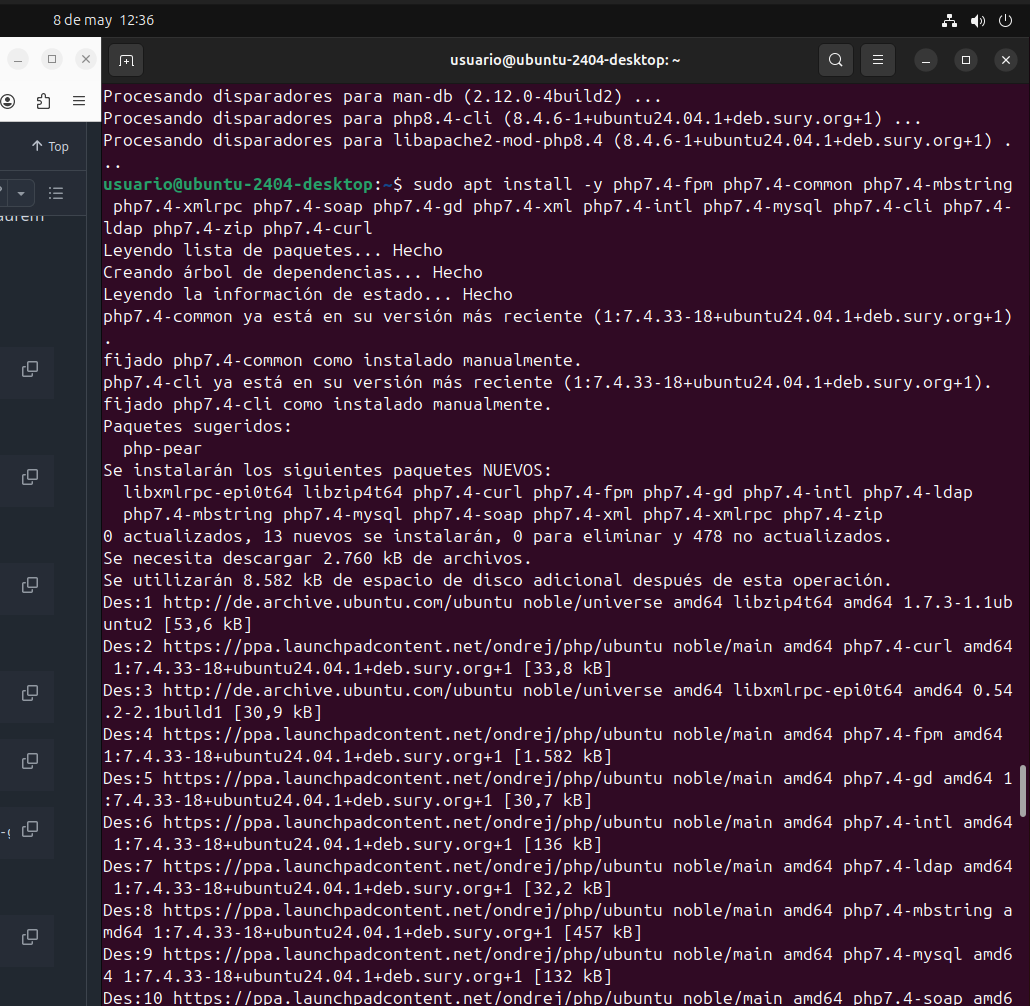 8 de may 12:36
usuario@ubuntu-2404-desktop: ~
Top
Procesando disparadores para man-db (2.12.0-4build2) ...
Procesando disparadores para php8.4-cli (8.4.6-1+ubuntu24.04.1+deb.sury.org+1) ...
Procesando disparadores para libapache2-mod-php8.4 (8.4.6-1+ubuntu24.04.1+deb.sury.org+1) .
..
usuario@ubuntu-2404-desktop:~$ sudo apt install -y php7.4-fpm php7.4-common php7.4-mbstring
 php7.4-xmlrpc php7.4-soap php7.4-gd php7.4-xml php7.4-intl php7.4-mysql php7.4-cli php7.4-
ldap php7.4-zip php7.4-curl
Leyendo lista de paquetes... Hecho
Creando árbol de dependencias... Hecho
Leyendo la información de estado... Hecho
php7.4-common ya está en su versión más reciente (1:7.4.33-18+ubuntu24.04.1+deb.sury.org+1)
.
fijado php7.4-common como instalado manualmente.
php7.4-cli ya está en su versión más reciente (1:7.4.33-18+ubuntu24.04.1+deb.sury.org+1).
fijado php7.4-cli como instalado manualmente.
Paquetes sugeridos:
  php-pear
Se instalarán los siguientes paquetes NUEVOS:
  libxmlrpc-epi0t64 libzip4t64 php7.4-curl php7.4-fpm php7.4-gd php7.4-intl php7.4-ldap
  php7.4-mbstring php7.4-mysql php7.4-soap php7.4-xml php7.4-xmlrpc php7.4-zip
0 actualizados, 13 nuevos se instalarán, 0 para eliminar y 478 no actualizados.
Se necesita descargar 2.760 kB de archivos.
Se utilizarán 8.582 kB de espacio de disco adicional después de esta operación.
Des:1 http://de.archive.ubuntu.com/ubuntu noble/universe amd64 libzip4t64 amd64 1.7.3-1.1ub
untu2 [53,6 kB]
Des:2 https://ppa.launchpadcontent.net/ondrej/php/ubuntu noble/main amd64 php7.4-curl amd64
 1:7.4.33-18+ubuntu24.04.1+deb.sury.org+1 [33,8 kB]
Des:3 http://de.archive.ubuntu.com/ubuntu noble/universe amd64 libxmlrpc-epi0t64 amd64 0.54
.2-2.1build1 [30,9 kB]
Des:4 https://ppa.launchpadcontent.net/ondrej/php/ubuntu noble/main amd64 php7.4-fpm amd64
1:7.4.33-18+ubuntu24.04.1+deb.sury.org+1 [1.582 kB]
Des:5 https://ppa.launchpadcontent.net/ondrej/php/ubuntu noble/main amd64 php7.4-gd amd64 1
:7.4.33-18+ubuntu24.04.1+deb.sury.org+1 [30,7 kB]
Des:6 https://ppa.launchpadcontent.net/ondrej/php/ubuntu noble/main amd64 php7.4-intl amd64
 1:7.4.33-18+ubuntu24.04.1+deb.sury.org+1 [136 kB]
Des:7 https://ppa.launchpadcontent.net/ondrej/php/ubuntu noble/main amd64 php7.4-ldap amd64
 1:7.4.33-18+ubuntu24.04.1+deb.sury.org+1 [32,2 kB]
Des:8 https://ppa.launchpadcontent.net/ondrej/php/ubuntu noble/main amd64 php7.4-mbstring a
md64 1:7.4.33-18+ubuntu24.04.1+deb.sury.org+1 [457 kB]
Des:9 https://ppa.launchpadcontent.net/ondrej/php/ubuntu noble/main amd64 php7.4-mysql amd6
4 1:7.4.33-18+ubuntu24.04.1+deb.sury.org+1 [132 kB]
Des:10 https://ppa.launchpadcontent.net/ondrej/php/ubuntu noble/main amd64 php7.4-soap amd6